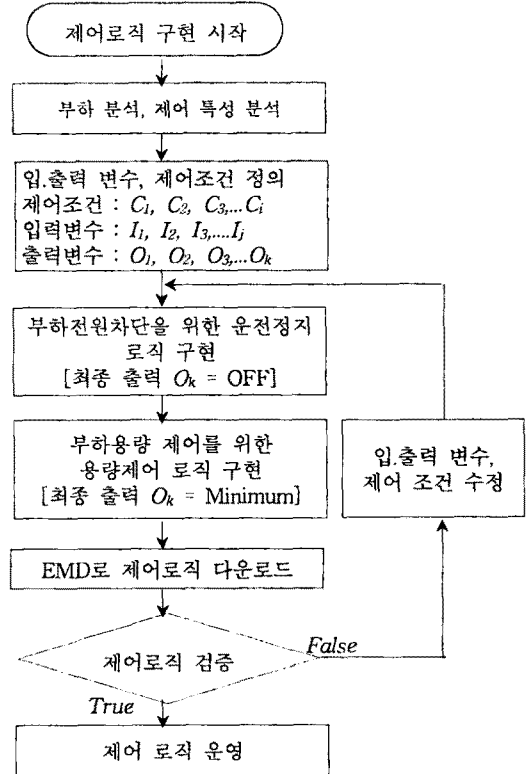 제어로직 구현 시작
부하 분석, 제어 특성 분석
입.출력 변수, 제어조건 정의
제어조건 : C₁, C₂, C₃,...Cᵢ
입력변수 : I₁, I₂, I₃,....Iⱼ
출력변수 : O₁, O₂, O₃,...Oₖ
부하전원차단을 위한 운전정지
로직 구현
[최종 출력 Oₖ = OFF]
부하용량 제어를 위한
용량제어 로직 구현
[최종 출력 Oₖ = Minimum]
입.출력 변수,
제어 조건 수정
EMD로 제어로직 다운로드
제어로직 검증
False
True
제어 로직 운영